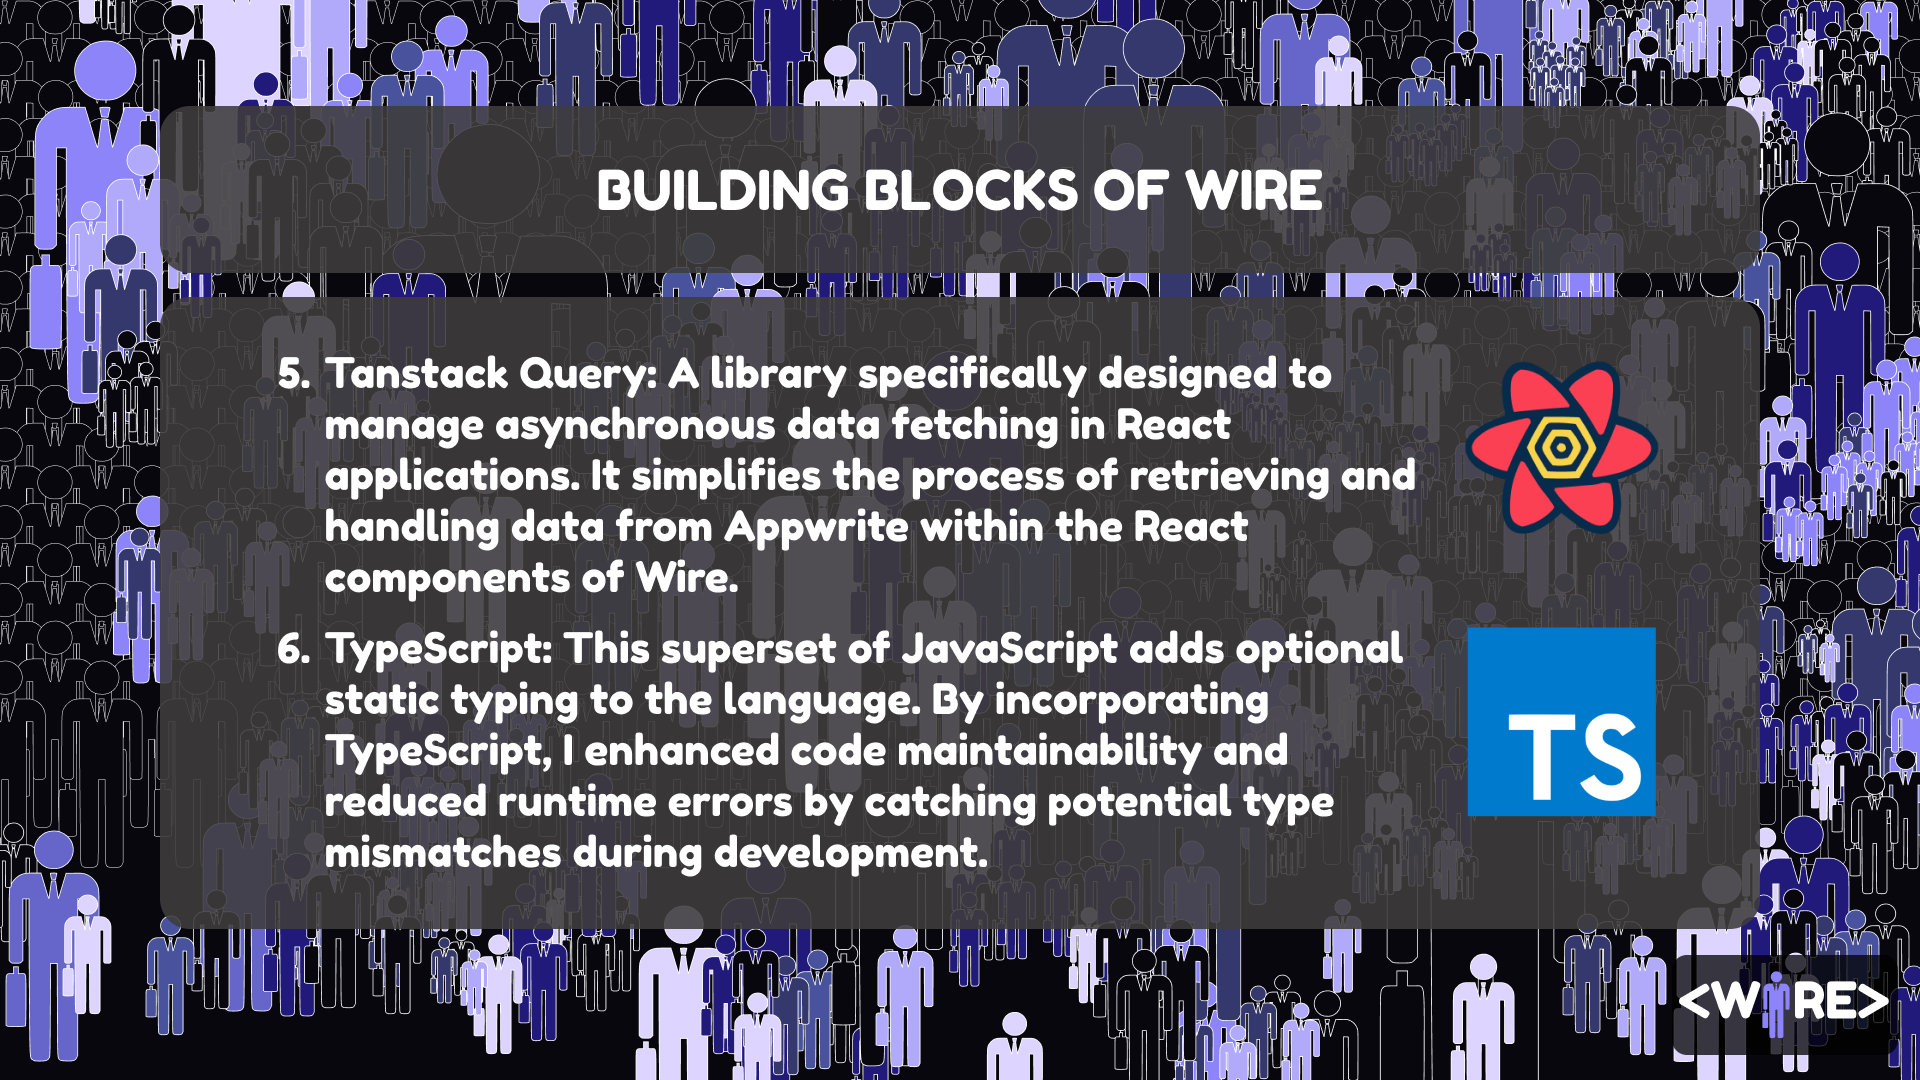 BUILDING BLOCKS OF WIRE
5. Tanstack Query: A library specifically designed to
manage asynchronous data fetching in React
applications. It simplifies the process of retrieving and
handling data from Appwrite within the React
components of Wire.
6. TypeScript: This superset of JavaScript adds optional
static typing to the language. By incorporating
TypeScript, I enhanced code maintainability and
reduced runtime errors by catching potential type
mismatches during development.
TS
<WIRE>